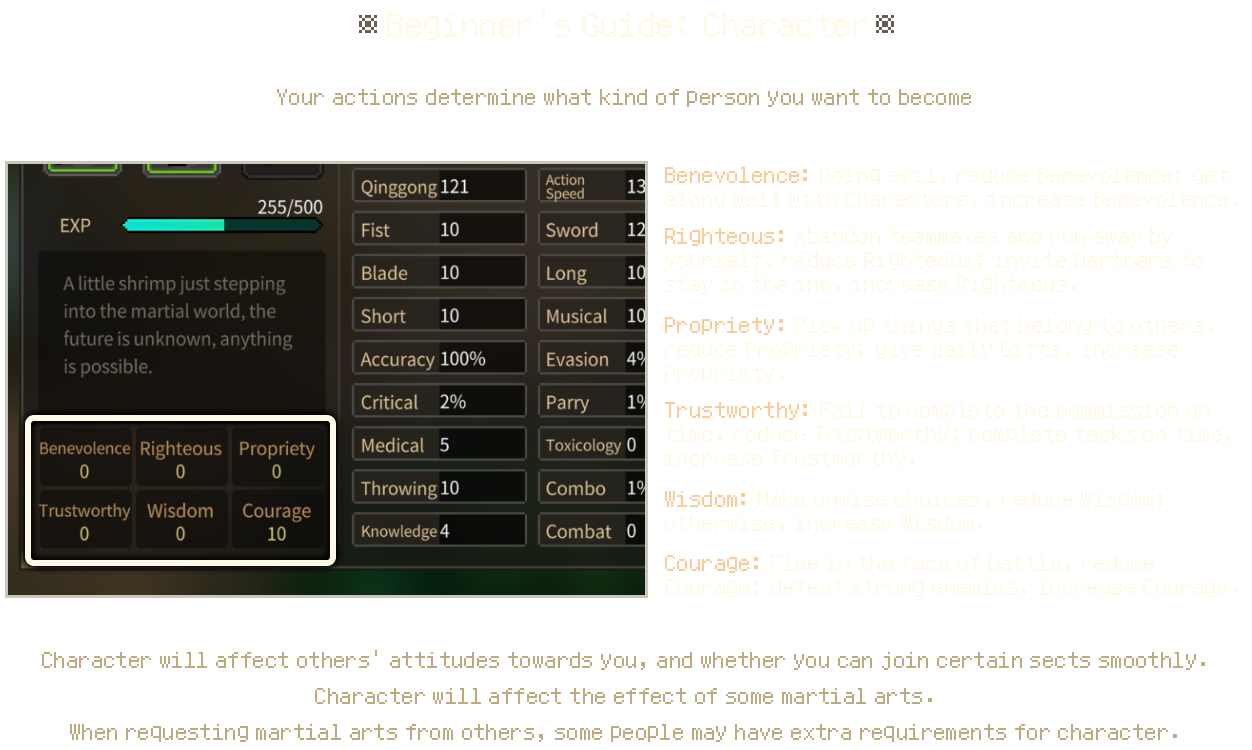 ※ Beginner's Guide: Character ※
Your actions determine what kind of person you want to become
255/500
EXP
A little shrimp just stepping
into the martial world, the
future is unknown, anything
is possible.
Benevolence Righteous Propriety
0 0 0
Trustworthy Wisdom Courage
0 0 10
Qinggong 121 Action Speed 13
Fist 10 Sword 12
Blade 10 Long 10
Short 10 Musical 10
Accuracy 100% Evasion 4%
Critical 2% Parry 1%
Medical 5 Toxicology 0
Throwing 10 Combo 1%
Knowledge 4 Combat 0
Benevolence: Doing evil, reduce Benevolence; get
along well with Characters, increase Benevolence.
Righteous: Abandon teammates and run away by
yourself, reduce Righteous; invite partners to
stay in the inn, increase Righteous.
Propriety: Pick up things that belong to others,
reduce Propriety; give daily Gifts, increase
Propriety.
Trustworthy: Fail to complete the commission on
time, reduce Trustworthy; complete tasks on time,
increase Trustworthy.
Wisdom: Make unwise choices, reduce Wisdom;
otherwise, increase Wisdom.
Courage: Flee in the face of battle, reduce
Courage; defeat strong enemies, increase Courage.
Character will affect others' attitudes towards you, and whether you can join certain sects smoothly.
Character will affect the effect of some martial arts.
When requesting martial arts from others, some people may have extra requirements for character.